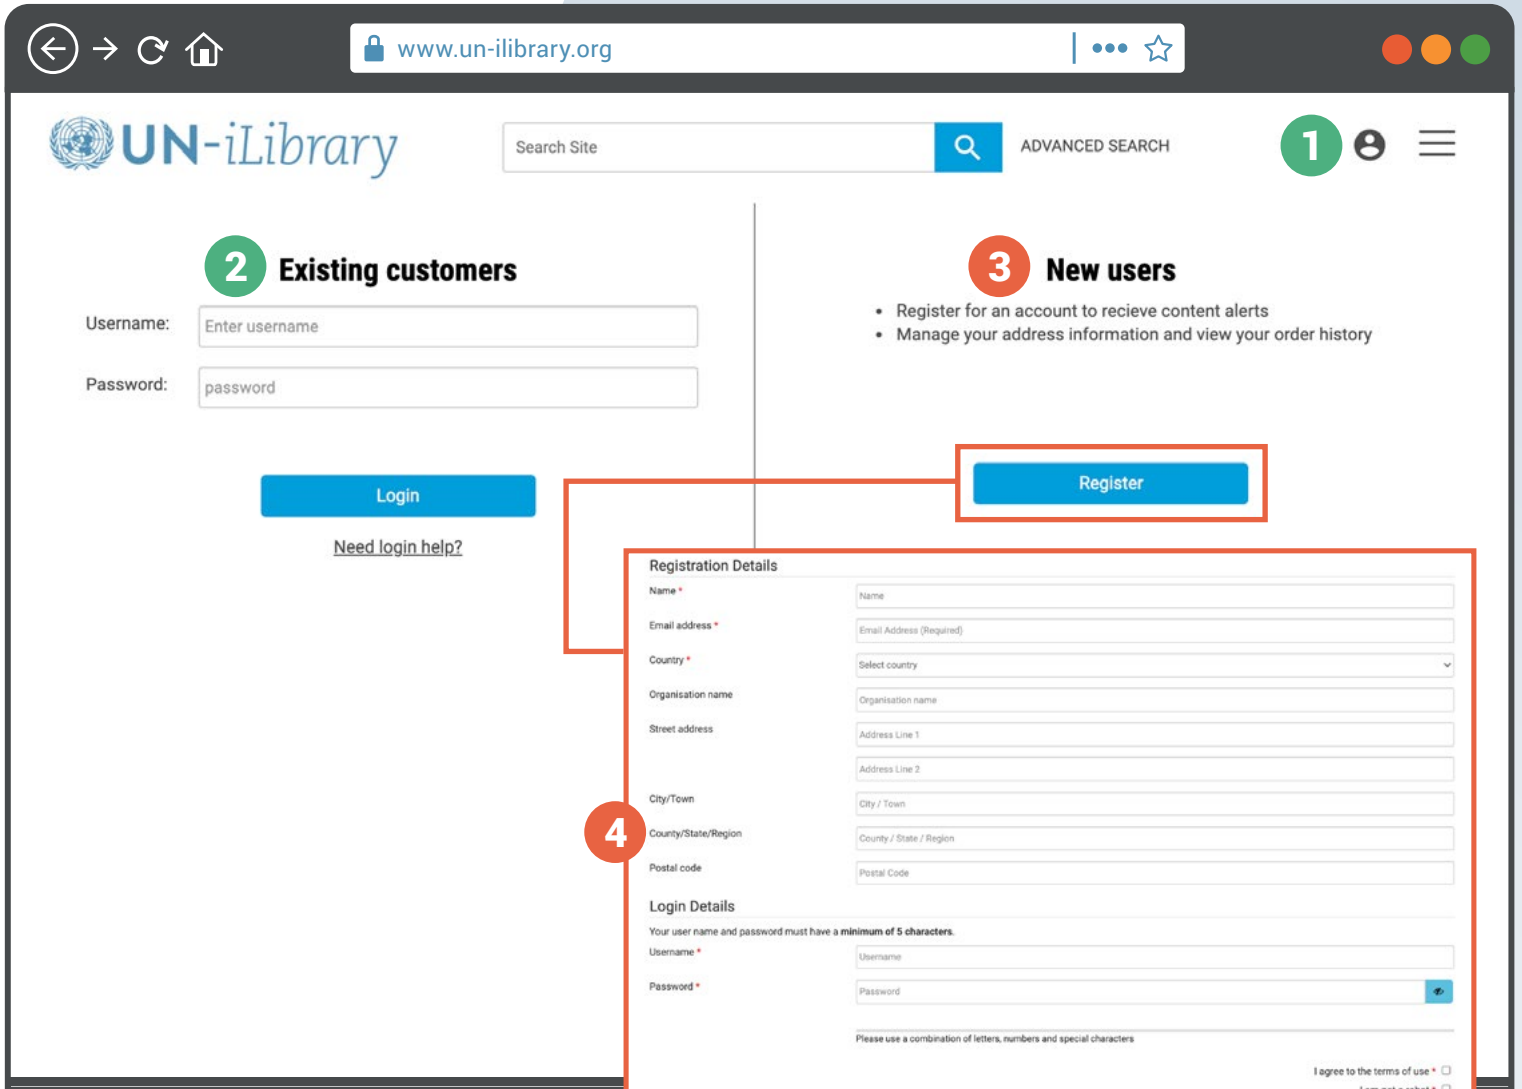 www.un-ilibrary.org
UN-iLibrary
Search Site
ADVANCED SEARCH
1
2 Existing customers
Username:
Enter username
Password:
password
Login
Need login help?
3 New users
• Register for an account to recieve content alerts
• Manage your address information and view your order history
Register
4
Registration Details
Name *
Name
Email address *
Email Address (Required)
Country *
Select country
Organisation name
Organisation name
Street address
Address Line 1
Address Line 2
City/Town
City / Town
County/State/Region
County / State / Region
Postal code
Postal Code
Login Details
Your user name and password must have a minimum of 5 characters.
Username *
Username
Password *
Password
Please use a combination of letters, numbers and special characters
I agree to the terms of use *